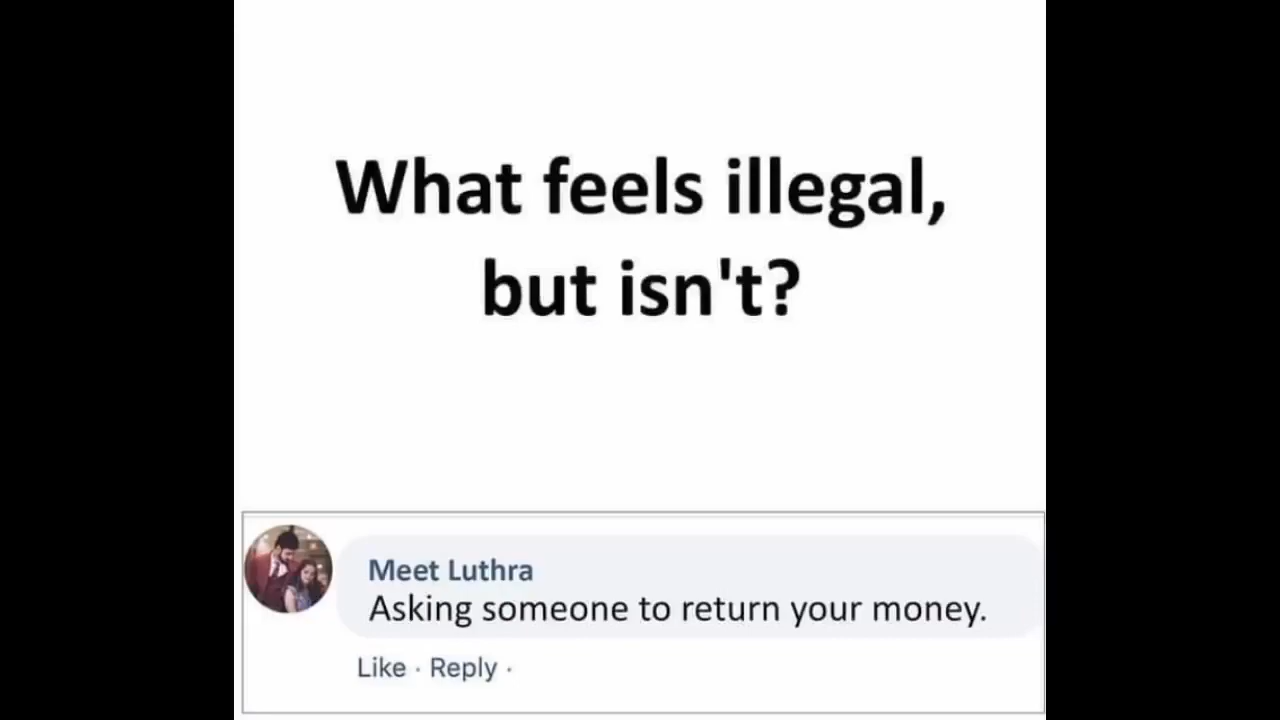 What feels illegal,
but isn't?
Meet Luthra
Asking someone to return your money.
Like · Reply ·